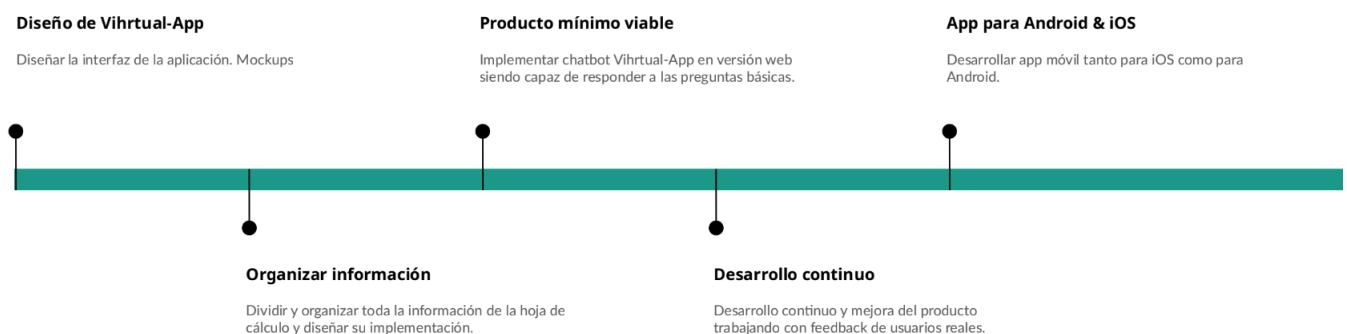 Diseño de Vihrtual-App
Diseñar la interfaz de la aplicación. Mockups
Producto mínimo viable
Implementar chatbot Vihrtual-App en versión web
siendo capaz de responder a las preguntas básicas.
App para Android & iOS
Desarrollar app móvil tanto para iOS como para
Android.
Organizar información
Dividir y organizar toda la información de la hoja de
cálculo y diseñar su implementación.
Desarrollo continuo
Desarrollo continuo y mejora del producto
trabajando con feedback de usuarios reales.